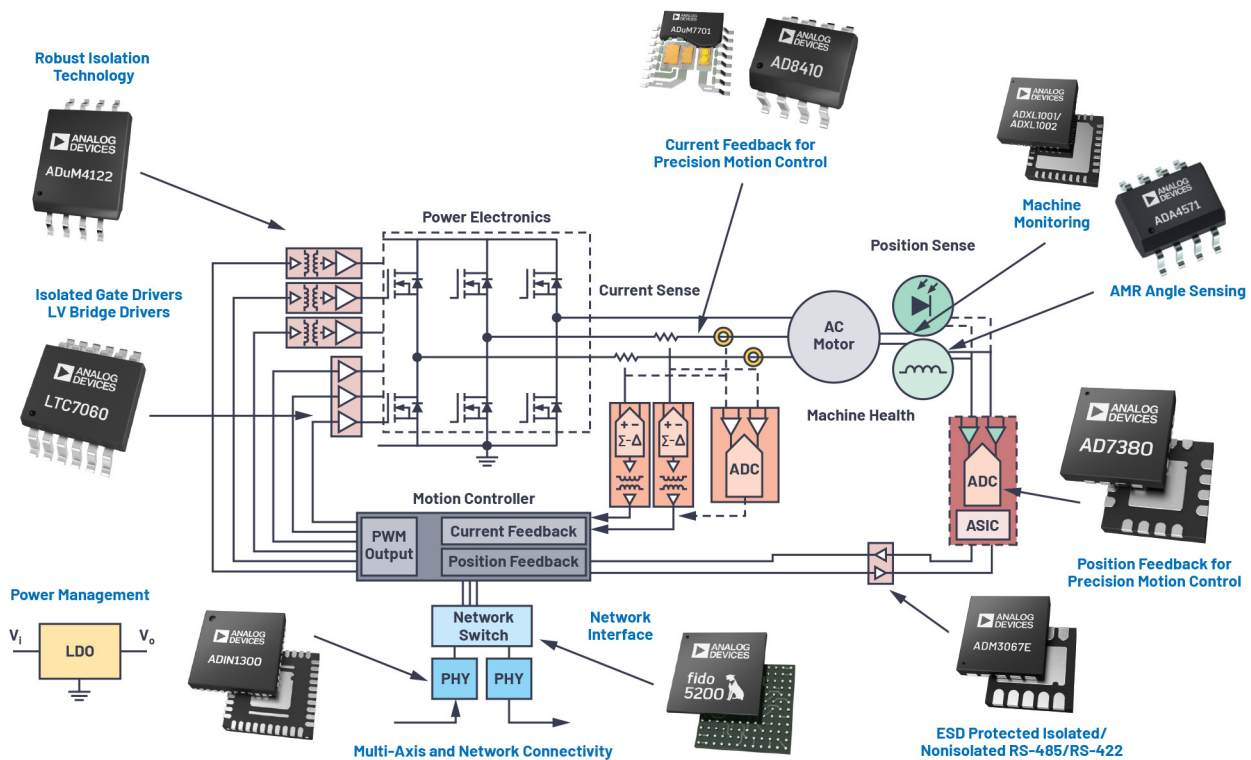 ADuM7701
ANALOG
DEVICES
AD8410
Robust Isolation
Technology
ANALOG
DEVICES
ADuM4122
Current Feedback for
Precision Motion Control
ANALOG
DEVICES
ADXL1001/
ADXL1002
Machine
Monitoring
ANALOG
DEVICES
ADA4571
AMR Angle Sensing
Power Electronics
Position Sense
Current Sense
Isolated Gate Drivers
LV Bridge Drivers
ANALOG
DEVICES
LTC7060
AC
Motor
Machine Health
+ −
Σ-Δ
+ −
Σ-Δ
ADC
ADC
ASIC
ANALOG
DEVICES
AD7380
Position Feedback for
Precision Motion Control
Motion Controller
PWM
Output
Current Feedback
Position Feedback
Power Management
Vi
LDO
Vo
ANALOG
DEVICES
ADIN1300
Network
Switch
PHY
PHY
Network
Interface
ANALOG
DEVICES
fido
5200
ANALOG
DEVICES
ADM3067E
Multi-Axis and Network Connectivity
ESD Protected Isolated/
Nonisolated RS-485/RS-422